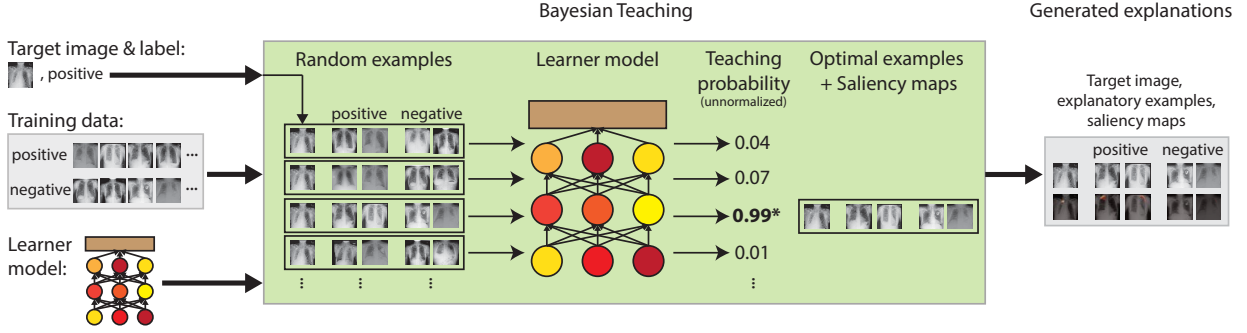 Bayesian Teaching
Generated explanations
Target image & label:
, positive
Training data:
positive
...
negative
...
Learner
model:
Random examples
positive negative
...
...
...
Learner model
Teaching
probability
(unnormalized)
0.04
0.07
0.99*
0.01
...
Optimal examples
+ Saliency maps
Target image,
explanatory examples,
saliency maps
positive negative